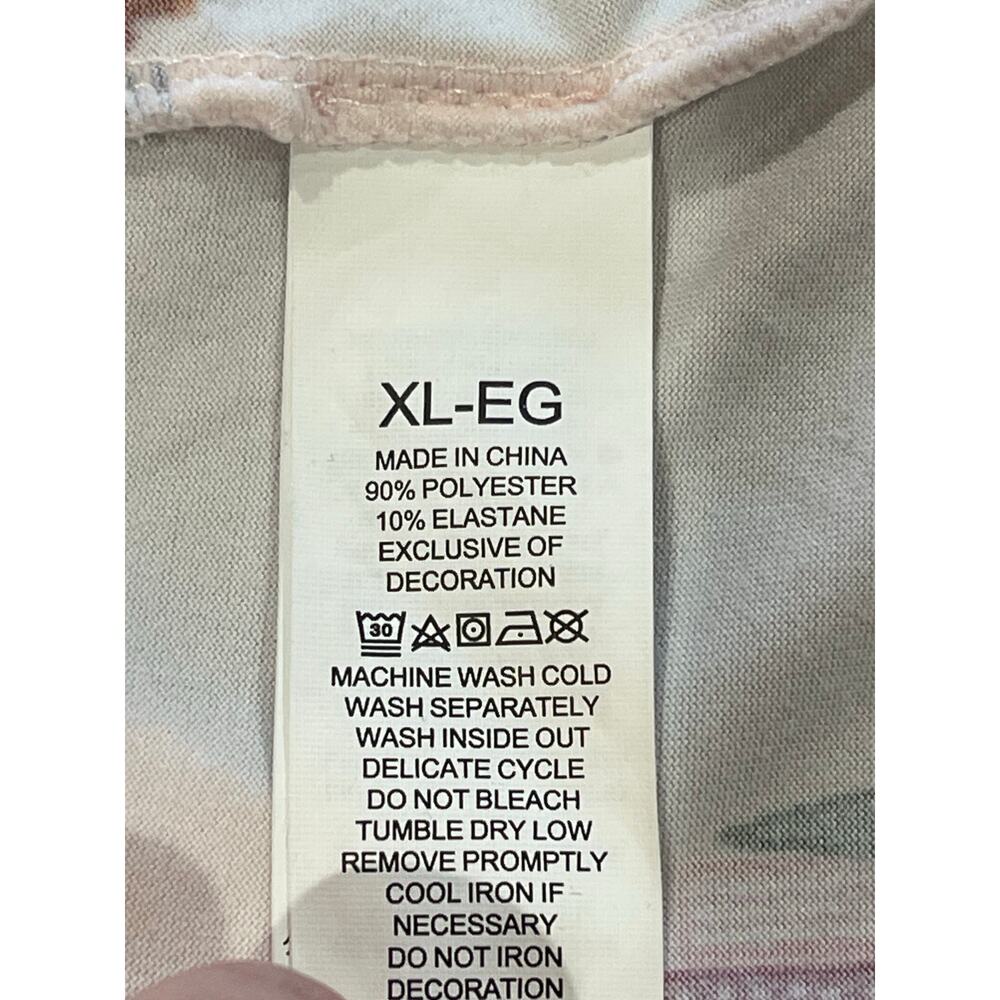 XL-EG
MADE IN CHINA
90% POLYESTER
10% ELASTANE
EXCLUSIVE OF
DECORATION
30
MACHINE WASH COLD
WASH SEPARATELY
WASH INSIDE OUT
DELICATE CYCLE
DO NOT BLEACH
TUMBLE DRY LOW
REMOVE PROMPTLY
COOL IRON IF
NECESSARY
DO NOT IRON
DECORATION